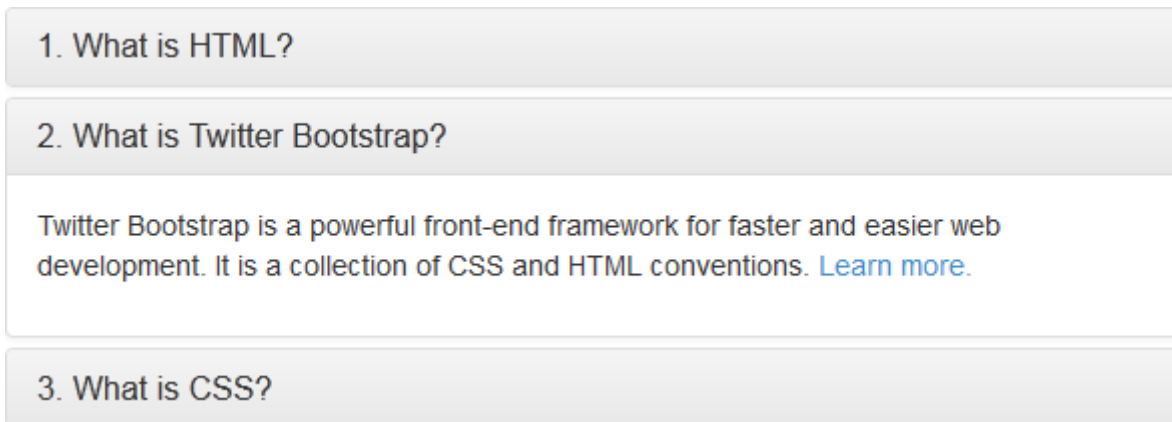 1. What is HTML?
2. What is Twitter Bootstrap?
Twitter Bootstrap is a powerful front-end framework for faster and easier web
development. It is a collection of CSS and HTML conventions. Learn more.
3. What is CSS?